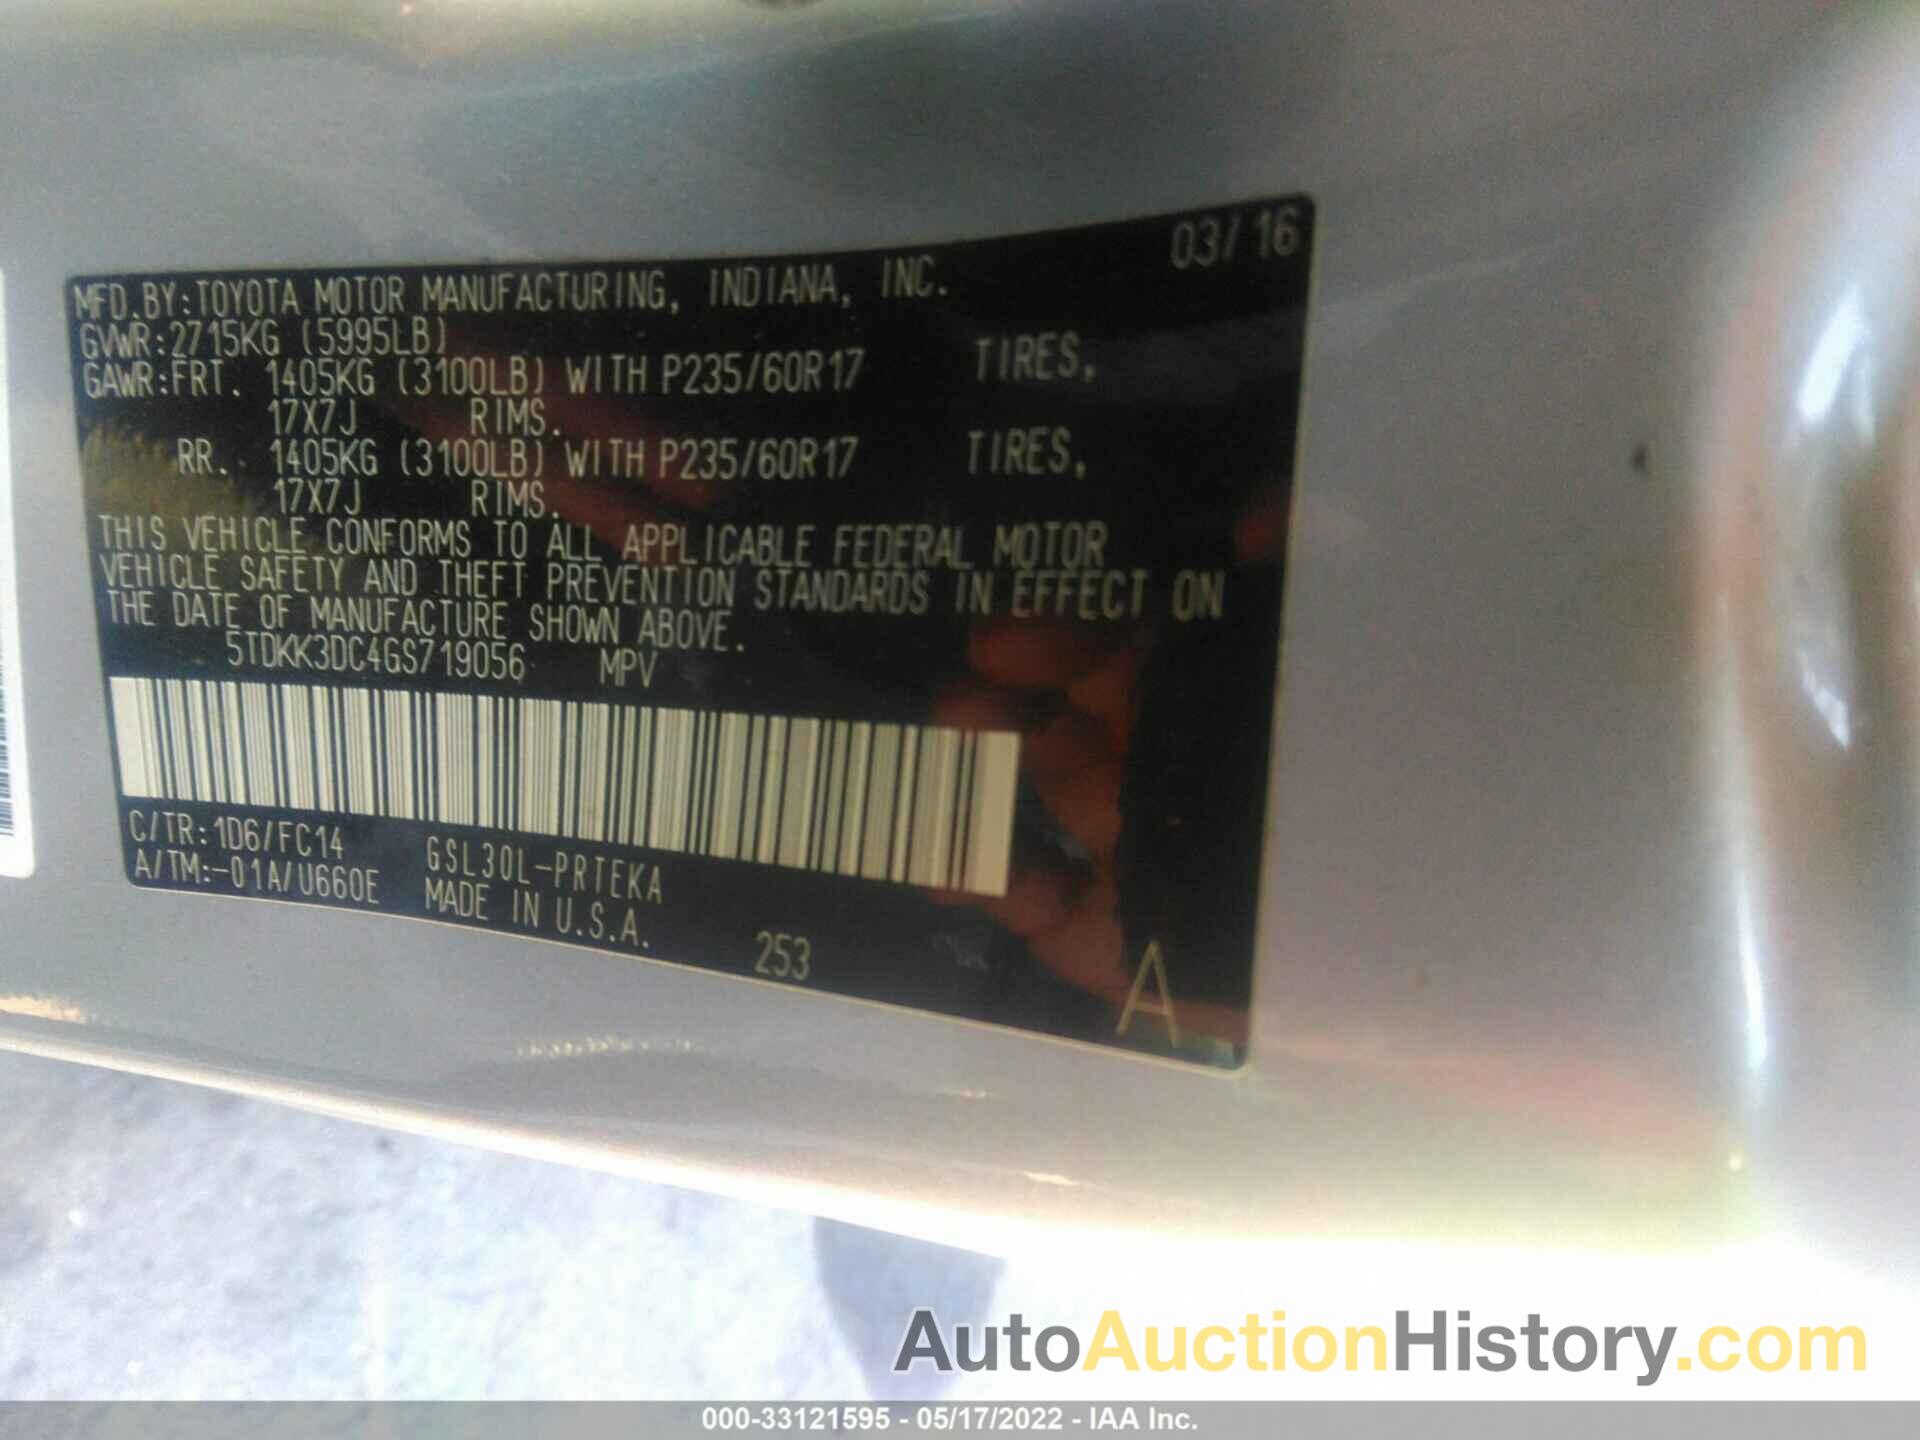 03/16
MFD.BY:TOYOTA MOTOR MANUFACTURING, INDIANA, INC.
GVWR:2715KG (5995LB)
GAWR:FRT. 1405KG (3100LB) WITH P235/60R17 TIRES,
17X7J RIMS.
RR. 1405KG (3100LB) WITH P235/60R17 TIRES,
17X7J RIMS.
THIS VEHICLE CONFORMS TO ALL APPLICABLE FEDERAL MOTOR
VEHICLE SAFETY AND THEFT PREVENTION STANDARDS IN EFFECT ON
THE DATE OF MANUFACTURE SHOWN ABOVE.
5TDKK3DC4GS719056 MPV
C/TR:1D6/FC14 GSL30L-PRTEKA
A/TM:-01A/U660E MADE IN U.S.A.
253
A
AutoAuctionHistory.com
000-33121595 - 05/17/2022 - IAA Inc.